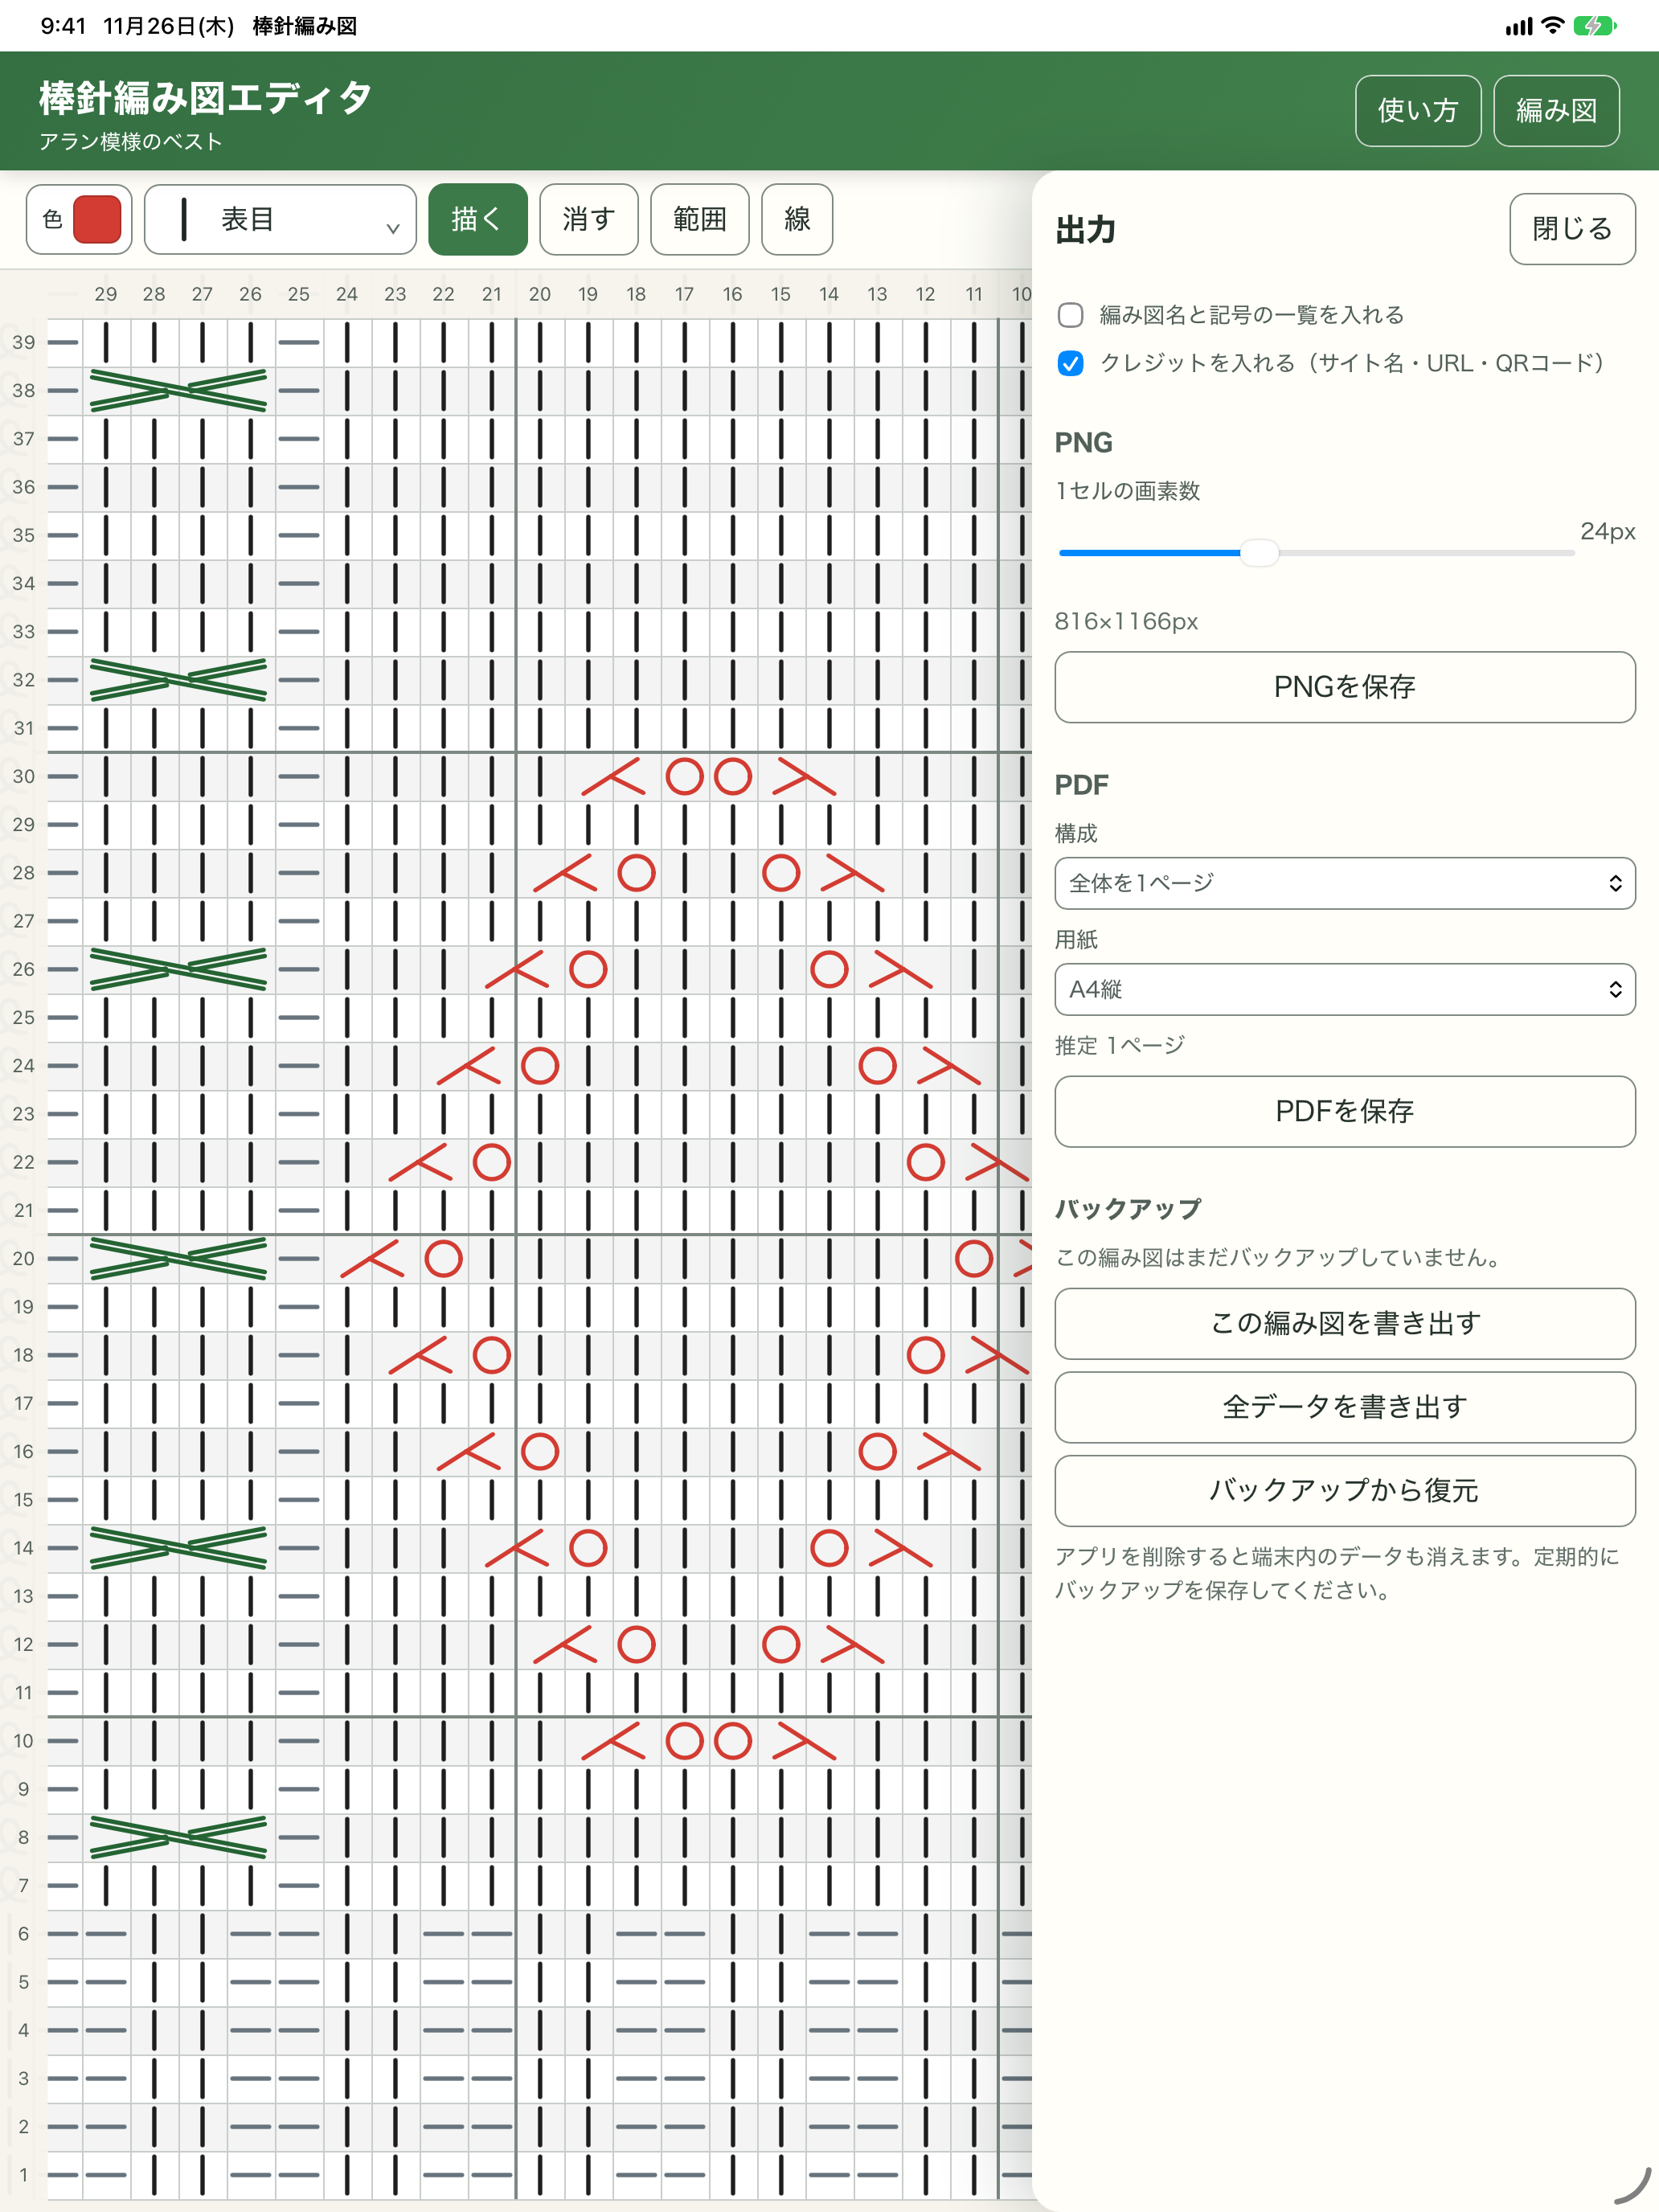 9:41 11月26日(木) 棒針編み図
棒針編み図エディタ
アラン模様のベスト
使い方
編み図
色
表目
描く
消す
範囲
線
出力
閉じる
編み図名と記号の一覧を入れる
クレジットを入れる（サイト名・URL・QRコード）
PNG
1セルの画素数
24px
816×1166px
PNGを保存
PDF
構成
全体を1ページ
用紙
A4縦
推定 1ページ
PDFを保存
バックアップ
この編み図はまだバックアップしていません。
この編み図を書き出す
全データを書き出す
バックアップから復元
アプリを削除すると端末内のデータも消えます。定期的に
バックアップを保存してください。
29 28 27 26 25 24 23 22 21 20 19 18 17 16 15 14 13 12 11 10
39
38
37
36
35
34
33
32
31
30
29
28
27
26
25
24
23
22
21
20
19
18
17
16
15
14
13
12
11
10
9
8
7
6
5
4
3
2
1